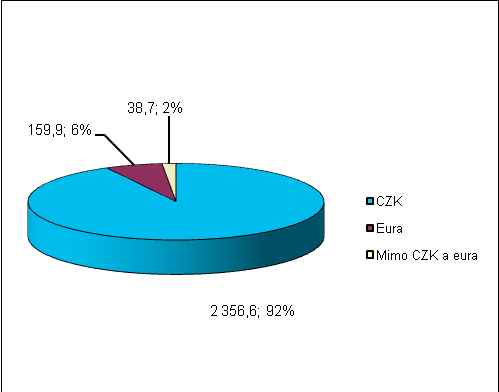 38,7; 2%
159,9; 6%
CZK
Eura
Mimo CZK a eura
2 356,6; 92%